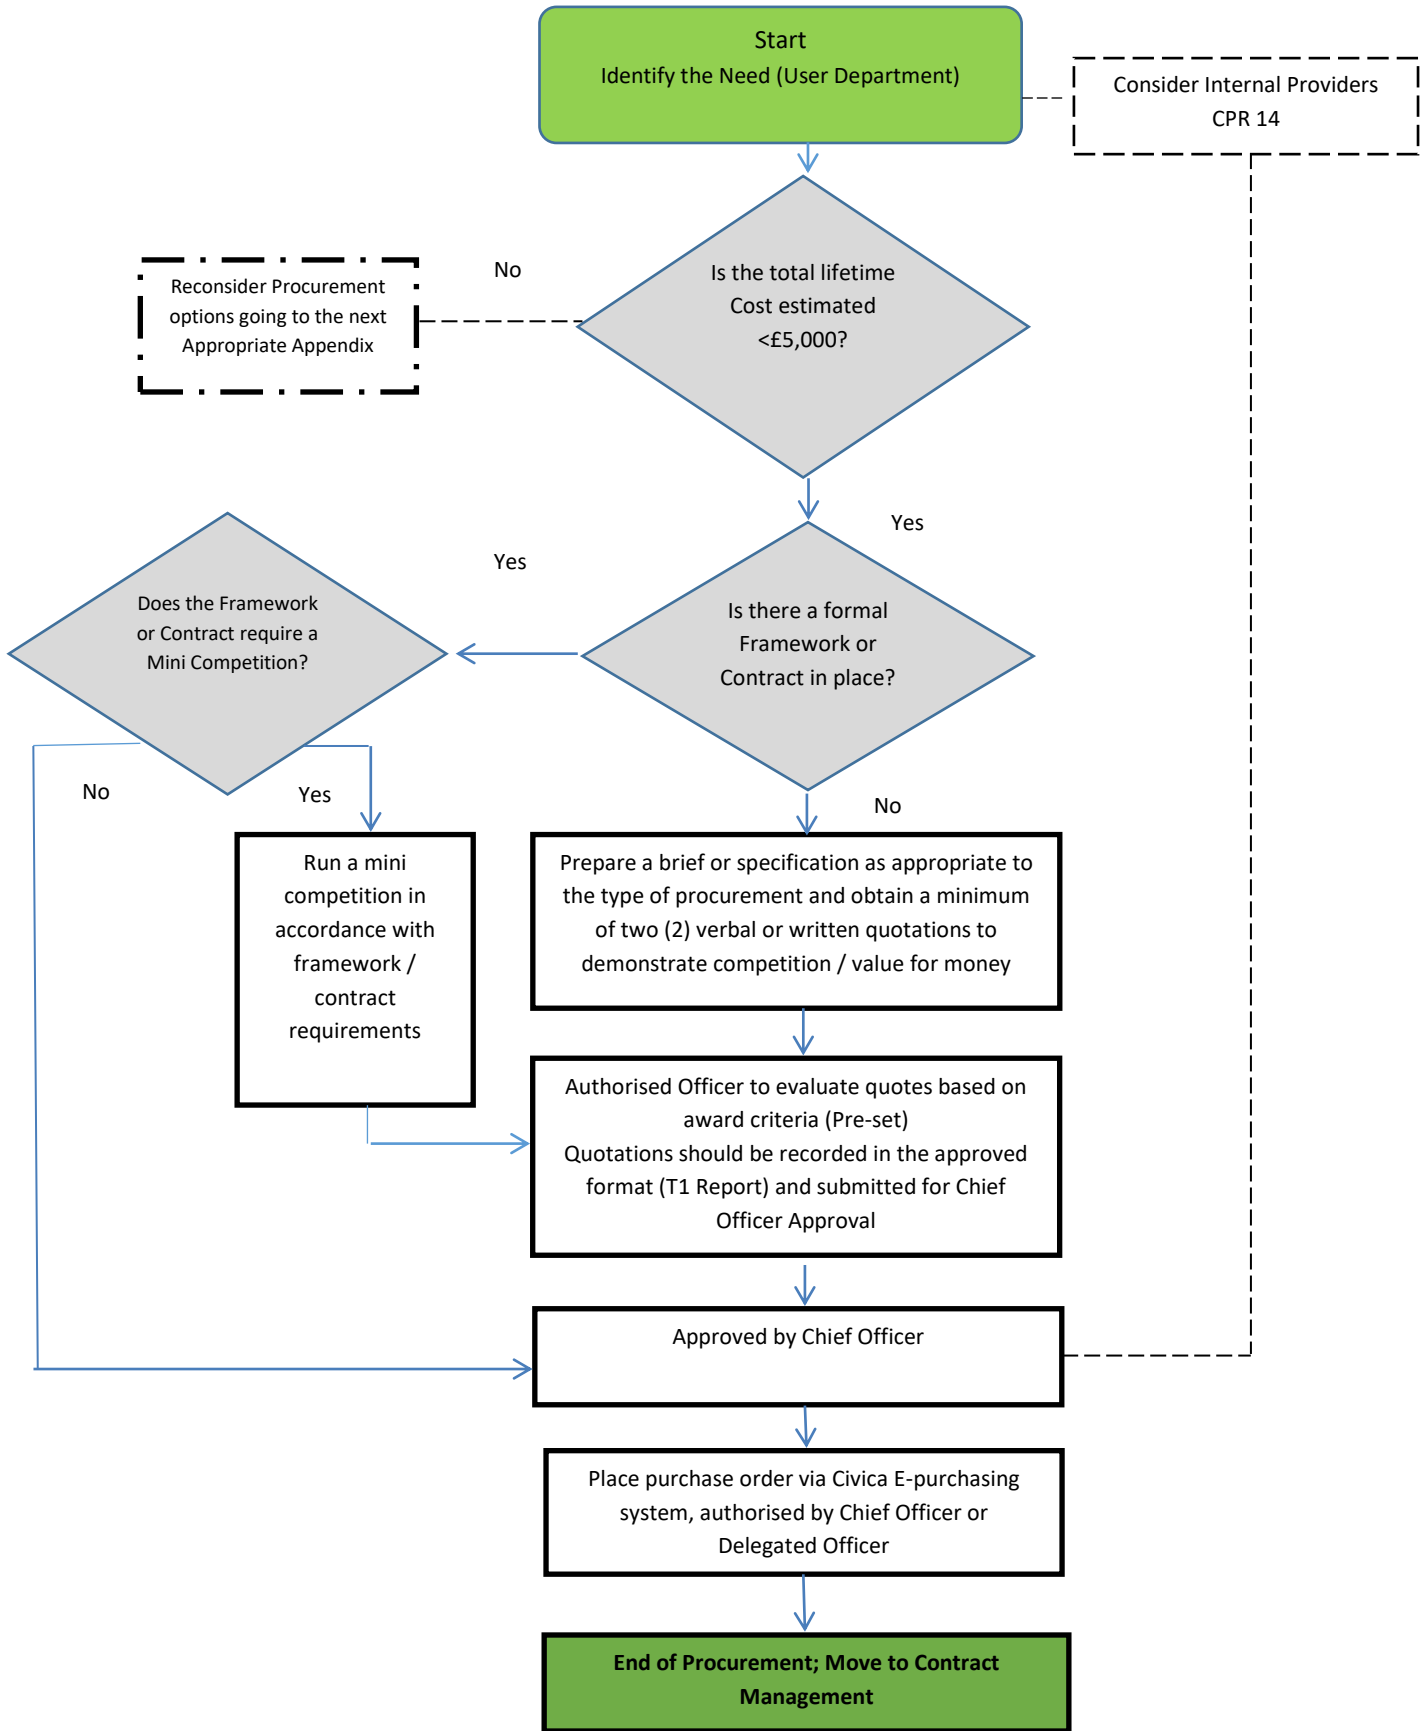 Start
Identify the Need (User Department)
Consider Internal Providers
CPR 14
No
Is the total lifetime
Cost estimated
<£5,000?
Reconsider Procurement
options going to the next
Appropriate Appendix
Yes
Yes
Is there a formal
Framework or
Contract in place?
Does the Framework
or Contract require a
Mini Competition?
No
Yes
No
Run a mini
competition in
accordance with
framework /
contract
requirements
Prepare a brief or specification as appropriate to
the type of procurement and obtain a minimum
of two (2) verbal or written quotations to
demonstrate competition / value for money
Authorised Officer to evaluate quotes based on
award criteria (Pre-set)
Quotations should be recorded in the approved
format (T1 Report) and submitted for Chief
Officer Approval
Approved by Chief Officer
Place purchase order via Civica E-purchasing
system, authorised by Chief Officer or
Delegated Officer
End of Procurement; Move to Contract
Management